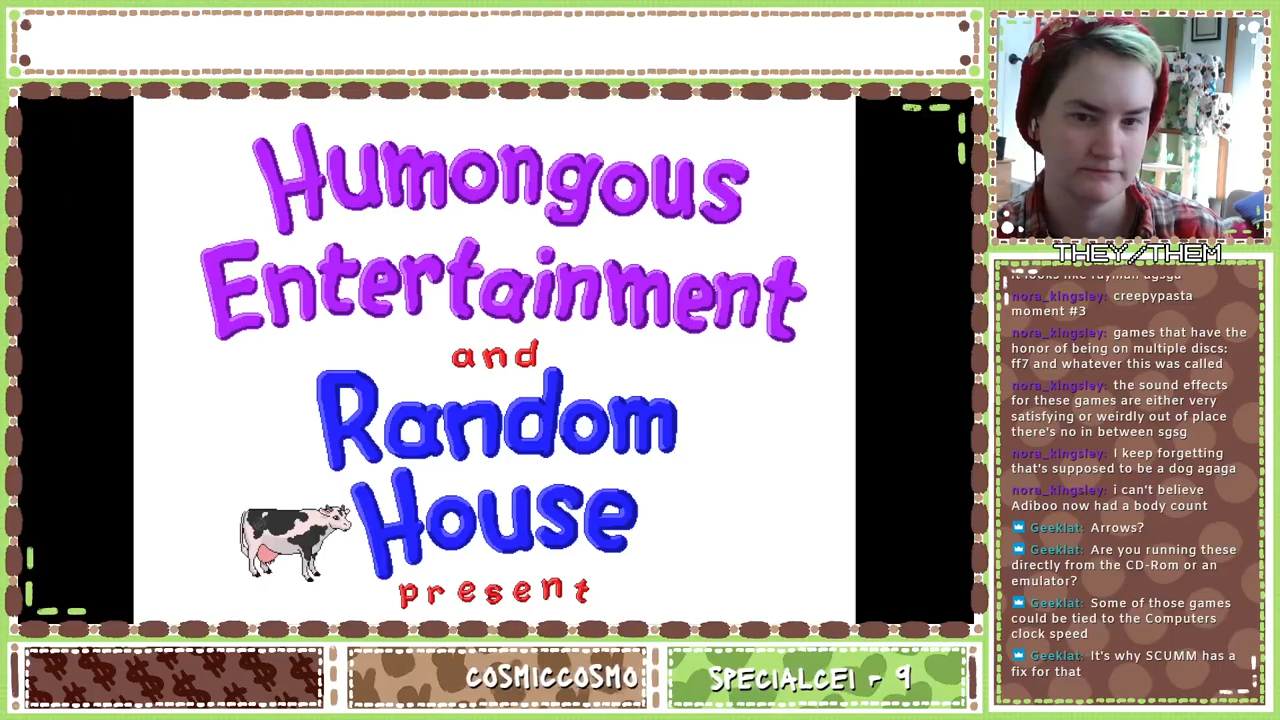 Humongous
Entertainment
and
Random
House
present
THEY/THEM
nora_kingsley: creepypasta
moment #3
nora_kingsley: games that have the
honor of being on multiple discs:
ff7 and whatever this was called
nora_kingsley: the sound effects
for these games are either very
satisfying or weirdly out of place
there's no in between sgsg
nora_kingsley: I keep forgetting
that's supposed to be a dog agaga
nora_kingsley: i can't believe
Adiboo now had a body count
Geeklat: Arrows?
Geeklat: Are you running these
directly from the CD-Rom or an
emulator?
Geeklat: Some of those games
could be tied to the Computers
clock speed
Geeklat: It's why SCUMM has a
fix for that
COSMICCOSMO
SPECIALCEI - 9